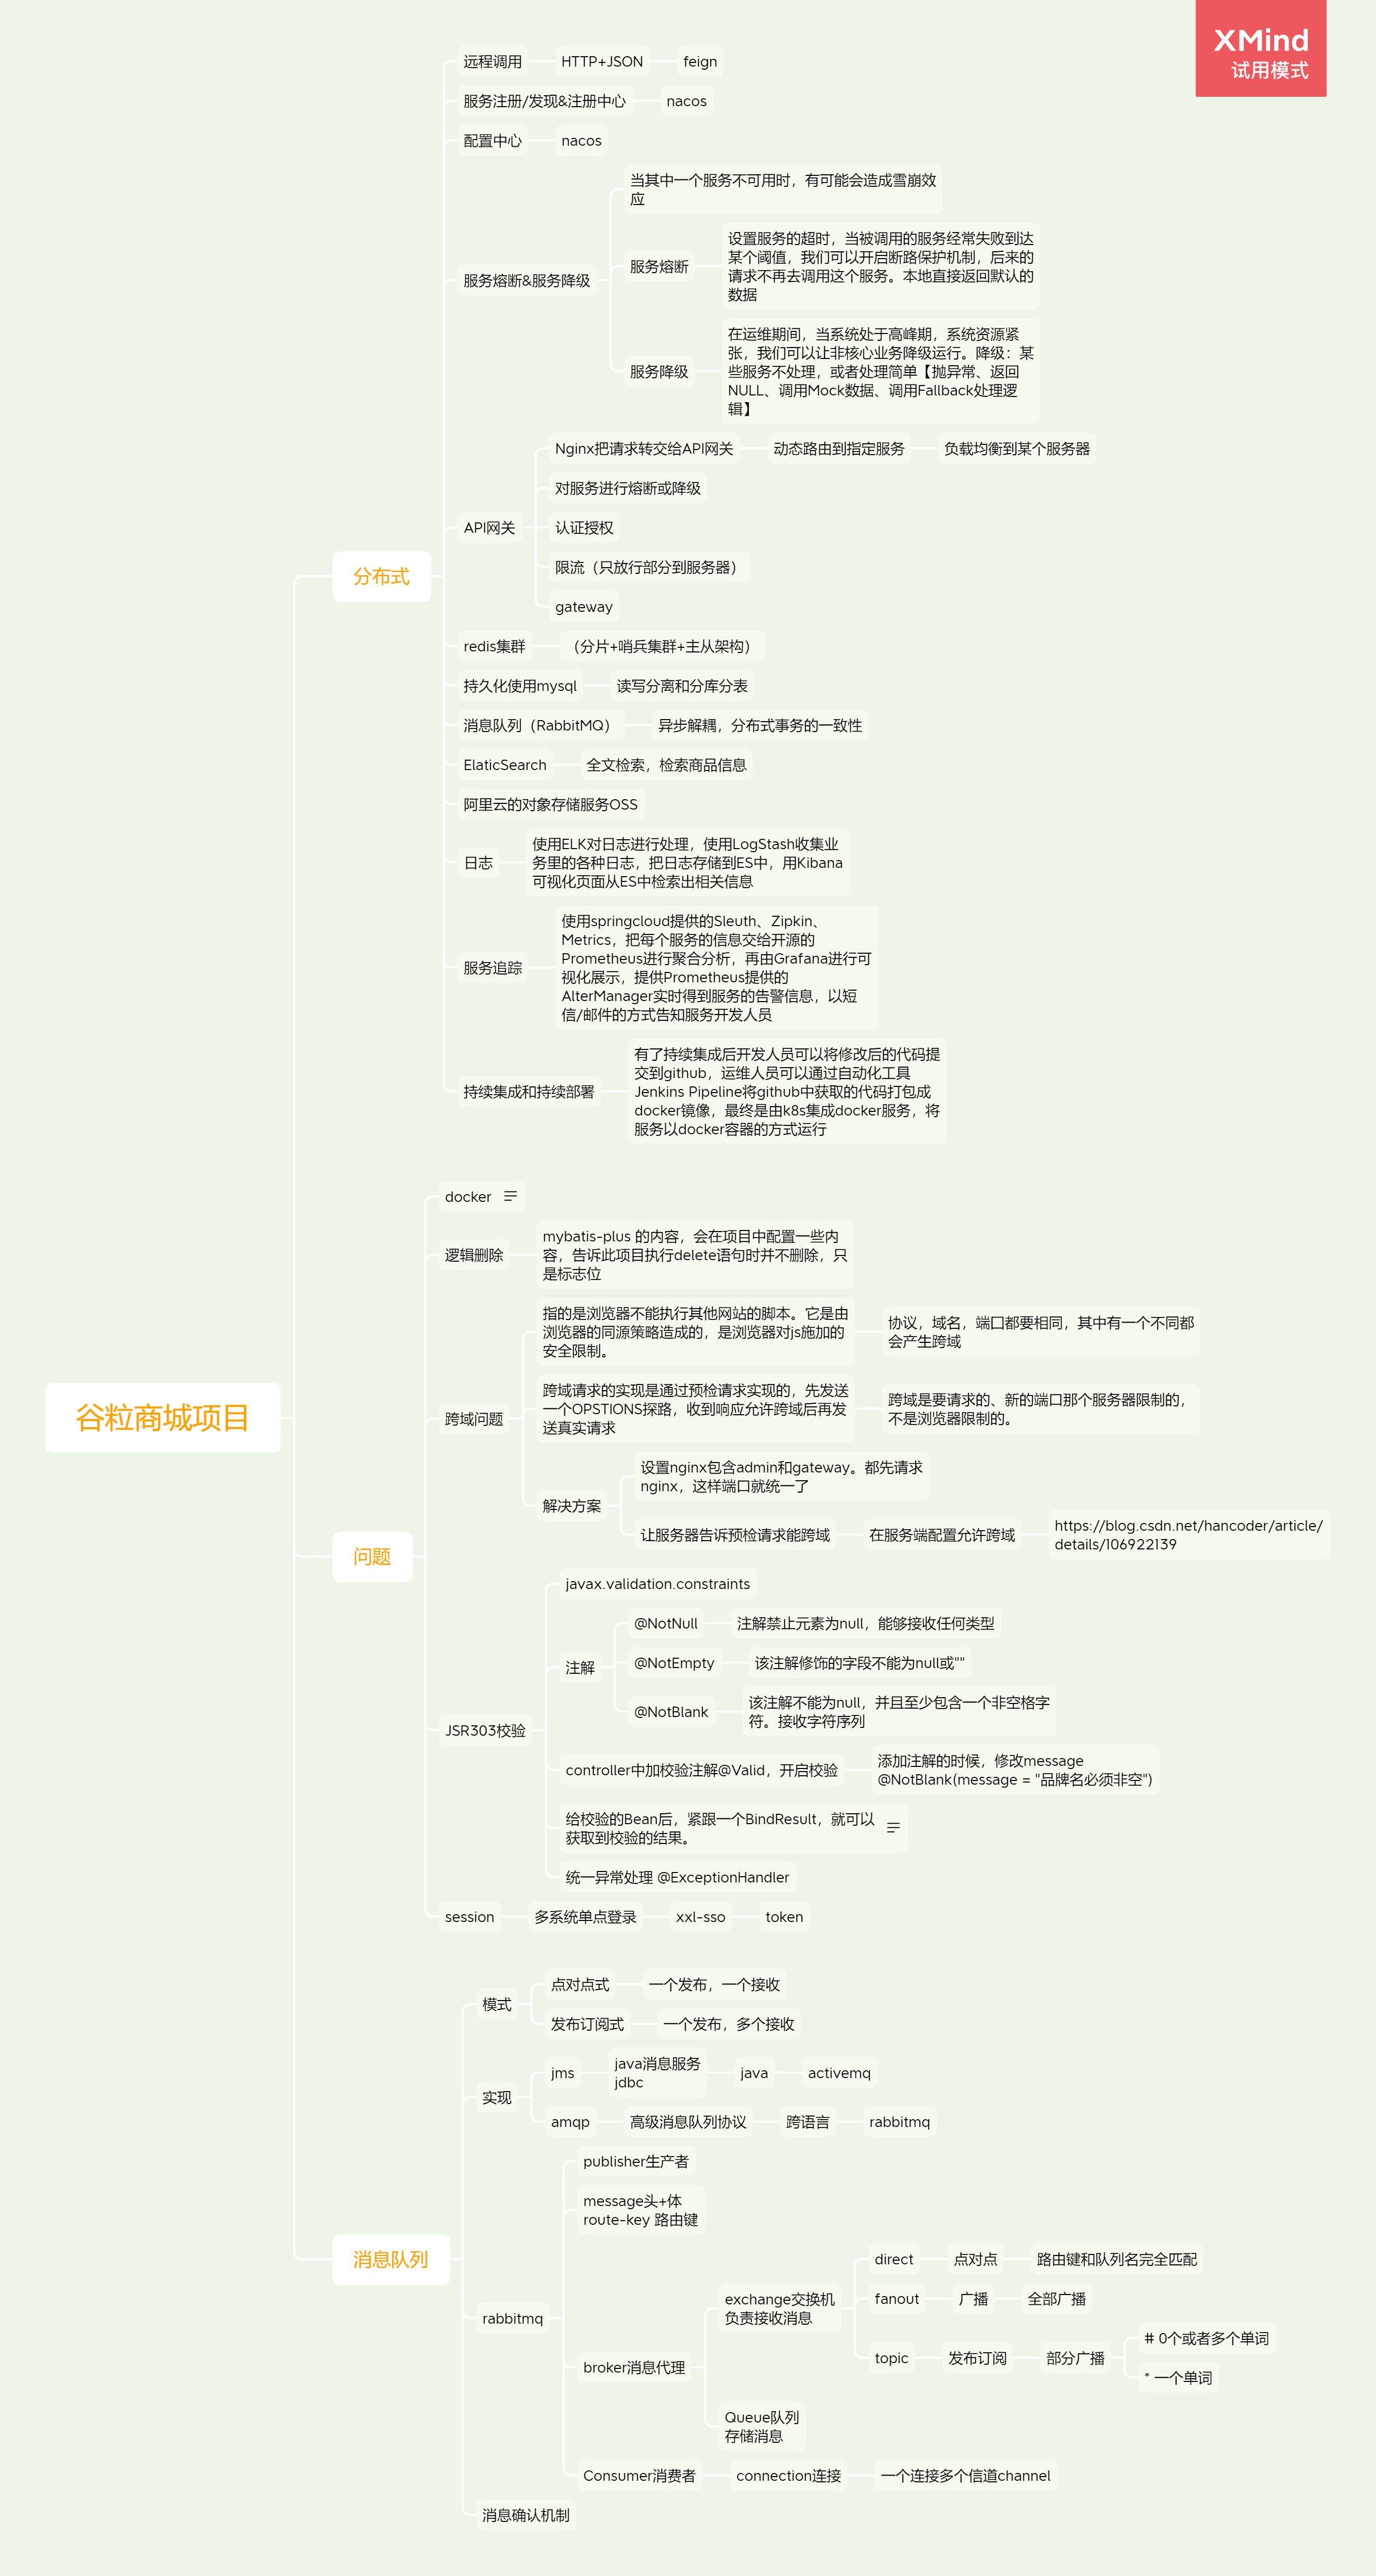 XMind
试用模式
谷粒商城项目
分布式
远程调用
HTTP+JSON
feign
服务注册/发现&注册中心
nacos
配置中心
nacos
服务熔断&服务降级
当其中一个服务不可用时，有可能会造成雪崩效
应
服务熔断
设置服务的超时，当被调用的服务经常失败到达
某个阈值，我们可以开启断路保护机制，后来的
请求不再去调用这个服务。本地直接返回默认的
数据
服务降级
在运维期间，当系统处于高峰期，系统资源紧
张，我们可以让非核心业务降级运行。降级：某
些服务不处理，或者处理简单【抛异常、返回
NULL、调用Mock数据、调用Fallback处理逻
辑】
API网关
Nginx把请求转交给API网关
动态路由到指定服务
负载均衡到某个服务器
对服务进行熔断或降级
认证授权
限流（只放行部分到服务器）
gateway
redis集群
（分片+哨兵集群+主从架构）
持久化使用mysql
读写分离和分库分表
消息队列（RabbitMQ）
异步解耦，分布式事务的一致性
ElaticSearch
全文检索，检索商品信息
阿里云的对象存储服务OSS
日志
使用ELK对日志进行处理，使用LogStash收集业
务里的各种日志，把日志存储到ES中，用Kibana
可视化页面从ES中检索出相关信息
服务追踪
使用springcloud提供的Sleuth、Zipkin、
Metrics，把每个服务的信息交给开源的
Prometheus进行聚合分析，再由Grafana进行可
视化展示，提供Prometheus提供的
AlterManager实时得到服务的告警信息，以短
信/邮件的方式告知服务开发人员
持续集成和持续部署
有了持续集成后开发人员可以将修改后的代码提
交到github，运维人员可以通过自动化工具
Jenkins Pipeline将github中获取的代码打包成
docker镜像，最终是由k8s集成docker服务，将
服务以docker容器的方式运行
问题
docker
逻辑删除
mybatis-plus 的内容，会在项目中配置一些内
容，告诉此项目执行delete语句时并不删除，只
是标志位
跨域问题
指的是浏览器不能执行其他网站的脚本。它是由
浏览器的同源策略造成的，是浏览器对js施加的
安全限制。
协议，域名，端口都要相同，其中有一个不同都
会产生跨域
跨域请求的实现是通过预检请求实现的，先发送
一个OPSTIONS探路，收到响应允许跨域后再发
送真实请求
跨域是要请求的、新的端口那个服务器限制的，
不是浏览器限制的。
解决方案
设置nginx包含admin和gateway。都先请求
nginx，这样端口就统一了
让服务器告诉预检请求能跨域
在服务端配置允许跨域
https://blog.csdn.net/hancoder/article/
details/106922139
JSR303校验
javax.validation.constraints
注解
@NotNull
注解禁止元素为null，能够接收任何类型
@NotEmpty
该注解修饰的字段不能为null或""
@NotBlank
该注解不能为null，并且至少包含一个非空格字
符。接收字符序列
controller中加校验注解@Valid，开启校验
添加注解的时候，修改message
@NotBlank(message = "品牌名必须非空")
给校验的Bean后，紧跟一个BindResult，就可以
获取到校验的结果。
统一异常处理 @ExceptionHandler
session
多系统单点登录
xxl-sso
token
消息队列
模式
点对点式
一个发布，一个接收
发布订阅式
一个发布，多个接收
实现
jms
java消息服务
jdbc
java
activemq
amqp
高级消息队列协议
跨语言
rabbitmq
rabbitmq
publisher生产者
message头+体
route-key 路由键
broker消息代理
exchange交换机
负责接收消息
direct
点对点
路由键和队列名完全匹配
fanout
广播
全部广播
topic
发布订阅
部分广播
# 0个或者多个单词
* 一个单词
Queue队列
存储消息
Consumer消费者
connection连接
一个连接多个信道channel
消息确认机制